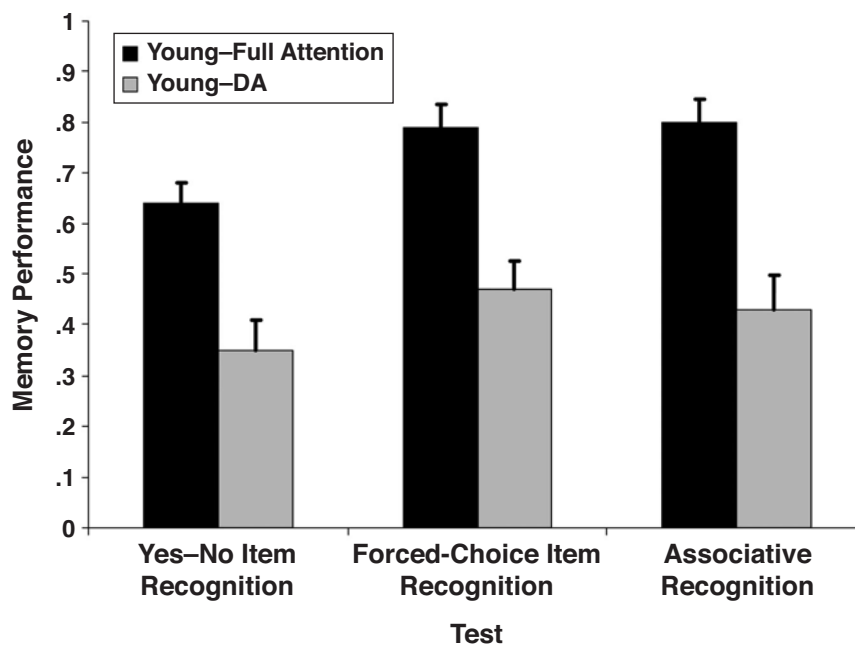 Young–Full Attention
Young–DA
Memory Performance
1
.9
.8
.7
.6
.5
.4
.3
.2
.1
0
Yes–No Item
Recognition
Forced-Choice Item
Recognition
Associative
Recognition
Test